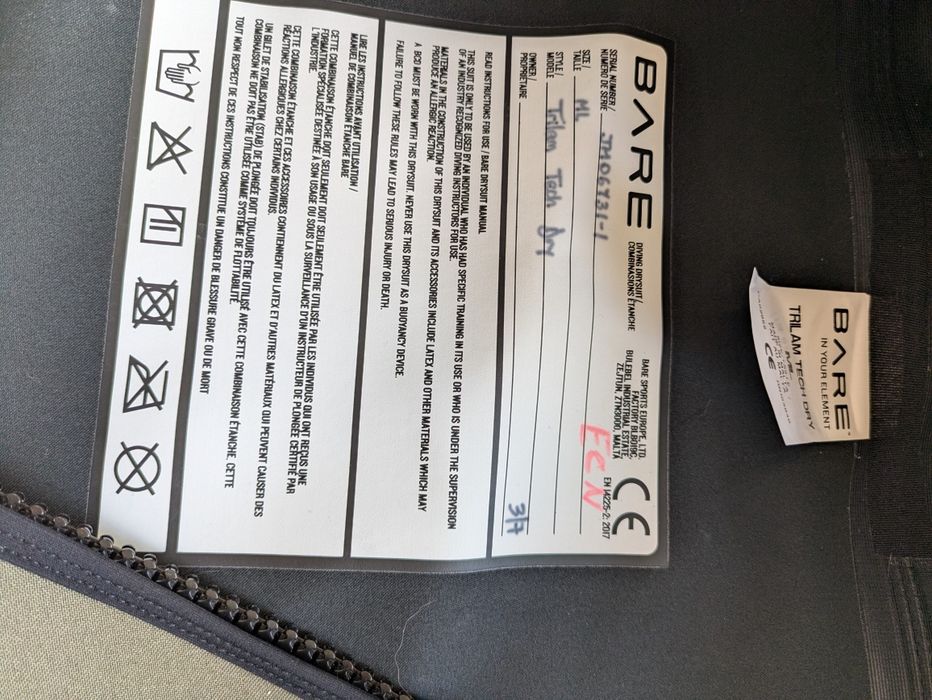 BARE
DIVING DRYSUIT/
COMBINAISONS ÉTANCHE
BARE SPORTS EUROPE, LTD.
FACTORY BLB018C,
BULEBEL INDUSTRIAL ESTATE,
ZEJTUN, ZTN3000, MALTA
CE
EN 14225-2: 2017
FCN
SERIAL NUMBER/
NUMÉRO DE SÉRIE
SIZE /
TAILLE ML
STYLE /
MODÈLE Trilam Tech Dry
OWNER /
PROPRIÉTAIRE
3/7
READ INSTRUCTIONS FOR USE / BARE DRYSUIT MANUAL
THIS SUIT IS ONLY TO BE USED BY AN INDIVIDUAL WHO HAS HAD SPECIFIC TRAINING IN ITS USE OR WHO IS UNDER THE SUPERVISION
OF AN INDUSTRY RECOGNIZED DIVING INSTRUCTORS FOR USE.
MATERIALS IN THE CONSTRUCTION OF THIS DRYSUIT AND ITS ACCESSORIES INCLUDE LATEX AND OTHER MATERIALS WHICH MAY
PRODUCE AN ALLERGIC REACTION.
A BCD MUST BE WORN WITH THIS DRYSUIT. NEVER USE THIS DRYSUIT AS A BUOYANCY DEVICE.
FAILURE TO FOLLOW THESE RULES MAY LEAD TO SERIOUS INJURY OR DEATH.
LIRE LES INSTRUCTIONS AVANT UTILISATION /
MANUEL DE COMBINAISON ÉTANCHE BARE
CETTE COMBINAISON ÉTANCHE DOIT SEULEMENT DOIT SEULEMENT ÊTRE UTILISÉE PAR LES INDIVIDUS QUI ONT REÇUS UNE
FORMATION SPÉCIALISÉE DESTINÉE À SON USAGE OU SOUS LA SURVEILLANCE D'UN INSTRUCTEUR DE PLONGÉE CERTIFIÉ PAR
L'INDUSTRIE.
CETTE COMBINAISON ÉTANCHE ET CES ACCESSOIRES CONTIENNENT DU LATEX ET D'AUTRES MATÉRIAUX QUI PEUVENT CAUSER DES
RÉACTIONS ALLERGIQUES CHEZ CERTAINS INDIVIDUS.
UN GILET DE STABILISATION (STAB) DE PLONGÉE DOIT TOUJOURS ÊTRE UTILISÉ AVEC CETTE COMBINAISON ÉTANCHE. CETTE
COMBINAISON NE DOIT PAS ÊTRE UTILISÉE COMME SYSTÈME DE FLOTTABILITÉ.
TOUT NON RESPECT DE CES INSTRUCTIONS CONSTITUE UN DANGER DE BLESSURE GRAVE OU DE MORT
BARE™
IN YOUR ELEMENT
TRILAM TECH DRY
CE